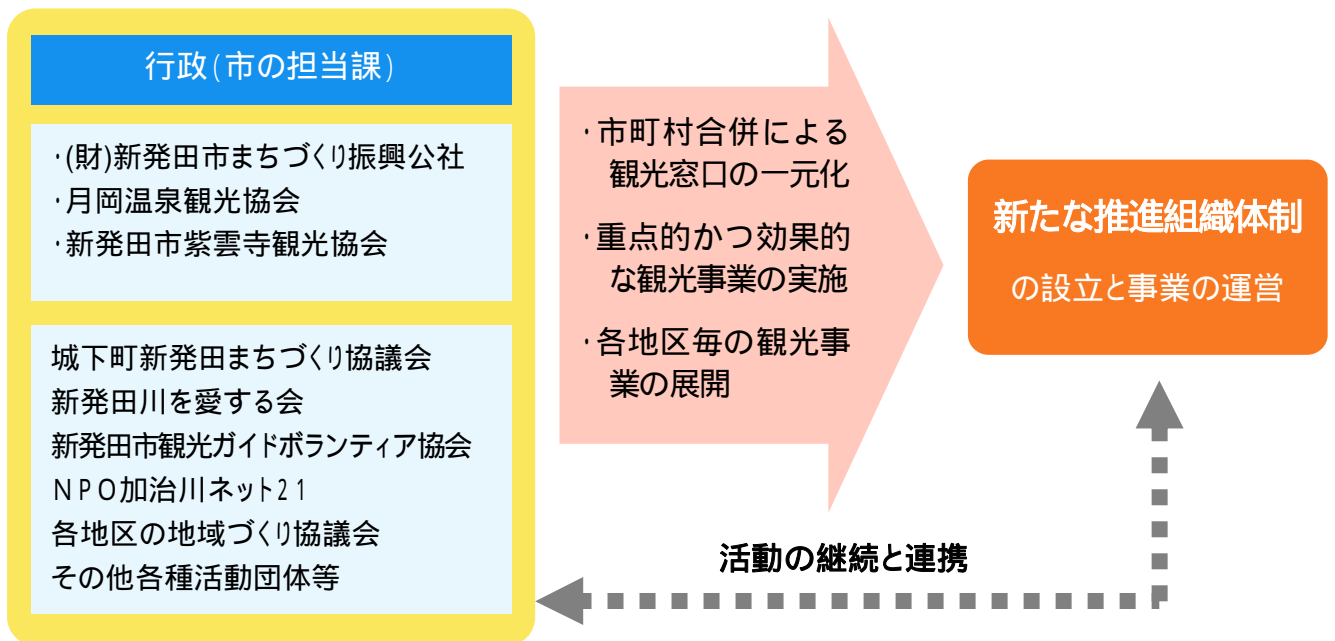 行政(市の担当課)
・(財)新発田市まちづくり振興公社
・月岡温泉観光協会
・新発田市紫雲寺観光協会
城下町新発田まちづくり協議会
新発田川を愛する会
新発田市観光ガイドボランティア協会
ＮＰＯ加治川ネット21
各地区の地域づくり協議会
その他各種活動団体等
・市町村合併による
観光窓口の一元化
・重点的かつ効果的
な観光事業の実施
・各地区毎の観光事
業の展開
新たな推進組織体制
の設立と事業の運営
活動の継続と連携